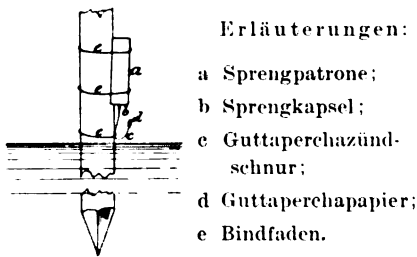 e
a
e
b
d
e
c
Erläuterungen:
a Sprengpatrone;
b Sprengkapsel;
c Guttaperchazünd-
schnur;
d Guttaperchapapier;
e Bindfaden.